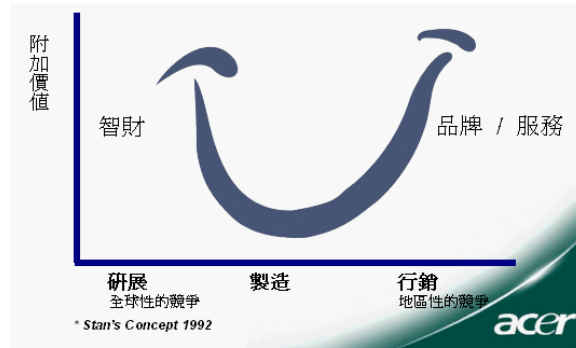 附加價值
智財
品牌 / 服務
研展
全球性的競爭
製造
行銷
地區性的競爭
* Stan's Concept 1992
acer